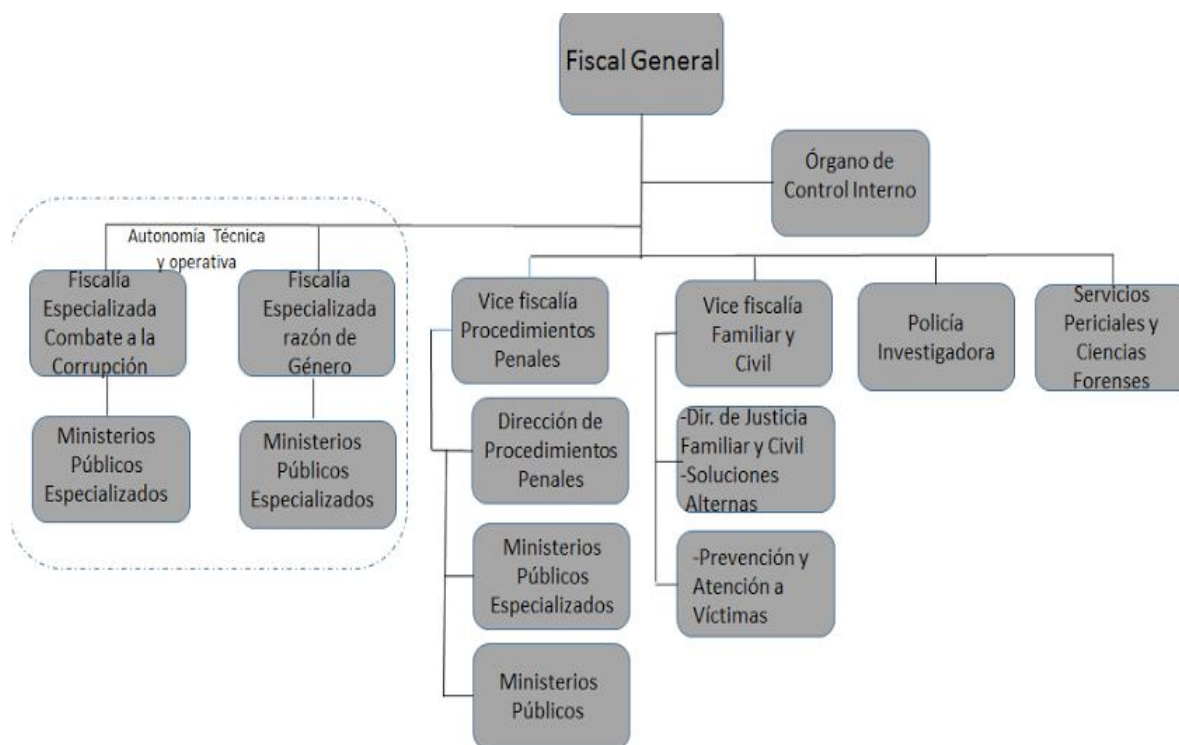 Fiscal General
Órgano de
Control Interno
Autonomía Técnica
y operativa
Fiscalía
Especializada
Combate a la
Corrupción
Fiscalía
Especializada
razón de
Género
Vice fiscalía
Procedimientos
Penales
Vice fiscalía
Familiar y
Civil
Policía
Investigadora
Servicios
Periciales y
Ciencias
Forenses
Ministerios
Públicos
Especializados
Ministerios
Públicos
Especializados
Dirección de
Procedimientos
Penales
-Dir. de Justicia
Familiar y Civil
-Soluciones
Alternas
Ministerios
Públicos
Especializados
-Prevención y
Atención a
Víctimas
Ministerios
Públicos